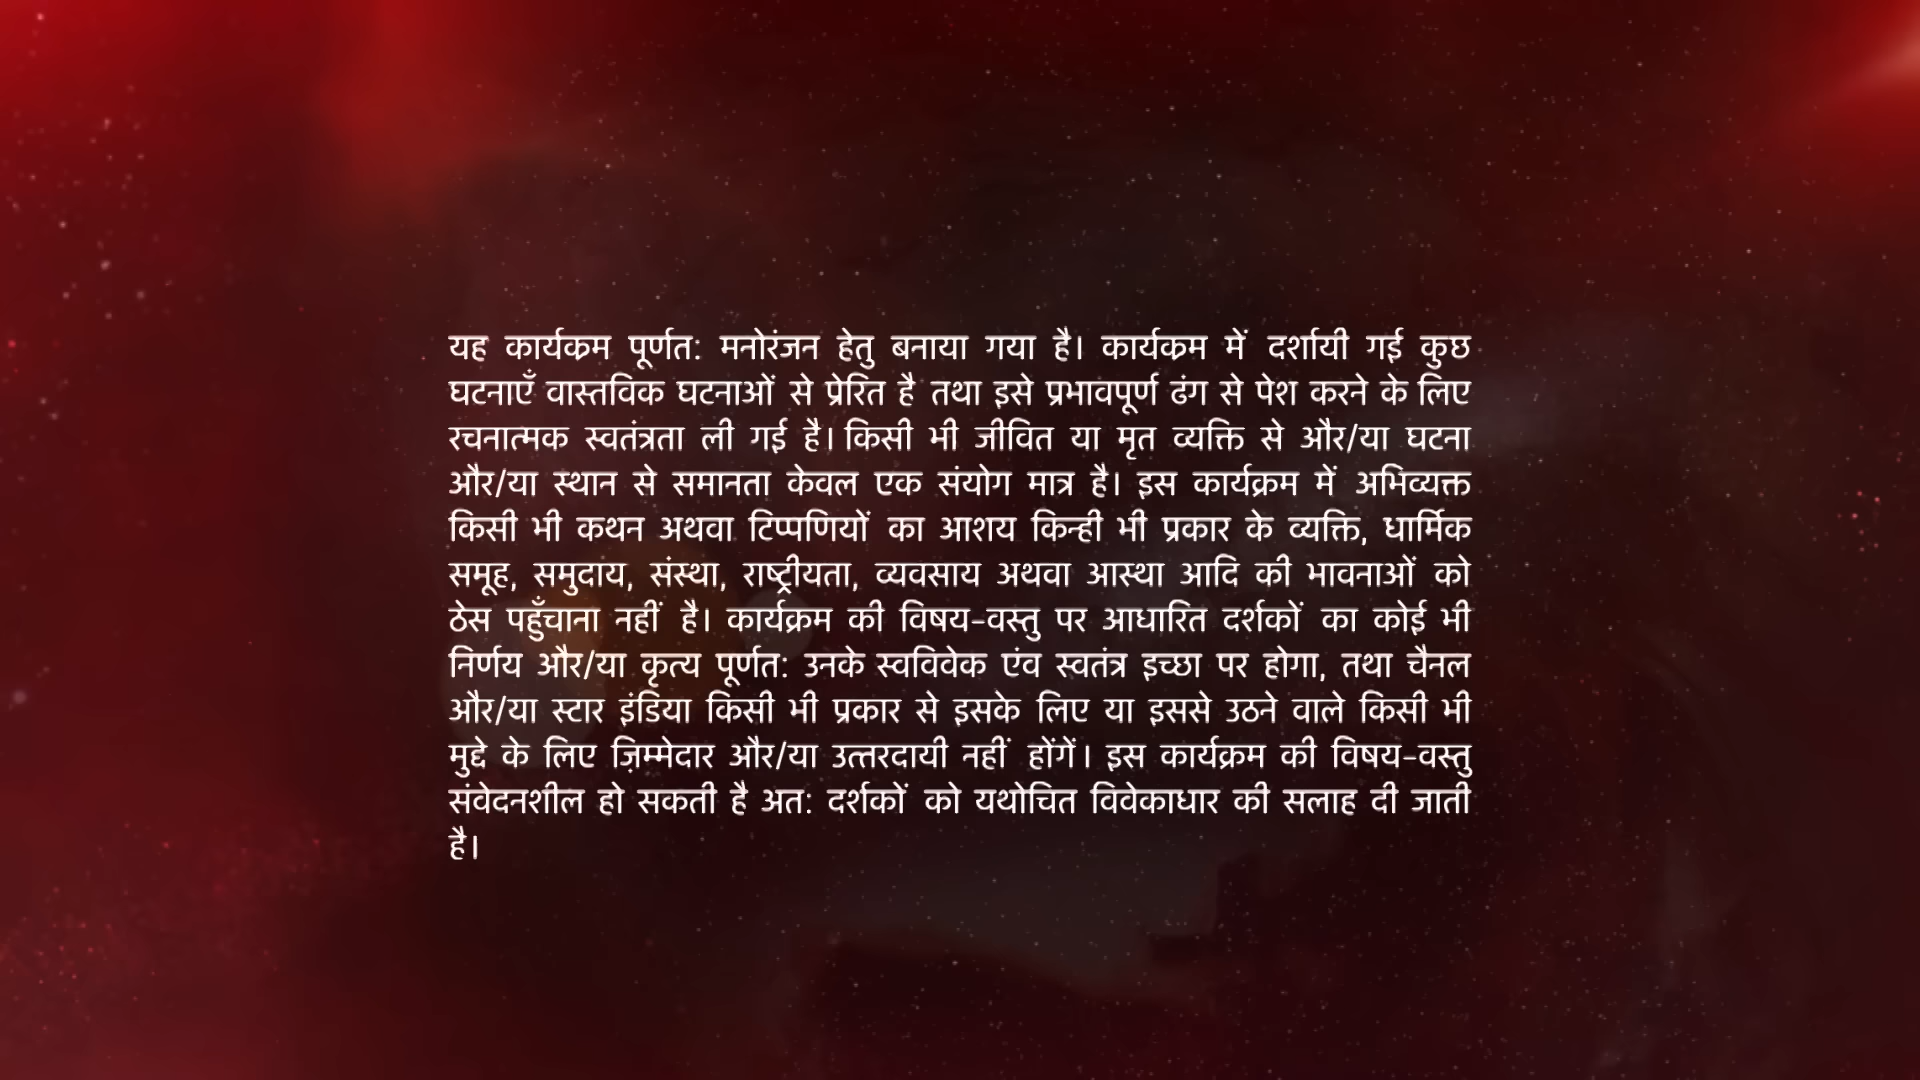 यह कार्यक्रम पूर्णत: मनोरंजन हेतु बनाया गया है। कार्यक्रम में दर्शायी गई कुछ
घटनाएँ वास्तविक घटनाओं से प्रेरित है तथा इसे प्रभावपूर्ण ढंग से पेश करने के लिए
रचनात्मक स्वतंत्रता ली गई है। किसी भी जीवित या मृत व्यक्ति से और/या घटना
और/या स्थान से समानता केवल एक संयोग मात्र है। इस कार्यक्रम में अभिव्यक्त
किसी भी कथन अथवा टिप्पणियों का आशय किन्ही भी प्रकार के व्यक्ति, धार्मिक
समूह, समुदाय, संस्था, राष्ट्रीयता, व्यवसाय अथवा आस्था आदि की भावनाओं को
ठेस पहुँचाना नहीं है। कार्यक्रम की विषय-वस्तु पर आधारित दर्शकों का कोई भी
निर्णय और/या कृत्य पूर्णत: उनके स्वविवेक एंव स्वतंत्र इच्छा पर होगा, तथा चैनल
और/या स्टार इंडिया किसी भी प्रकार से इसके लिए या इससे उठने वाले किसी भी
मुद्दे के लिए ज़िम्मेदार और/या उत्तरदायी नहीं होंगें। इस कार्यक्रम की विषय-वस्तु
संवेदनशील हो सकती है अत: दर्शकों को यथोचित विवेकाधार की सलाह दी जाती
है।